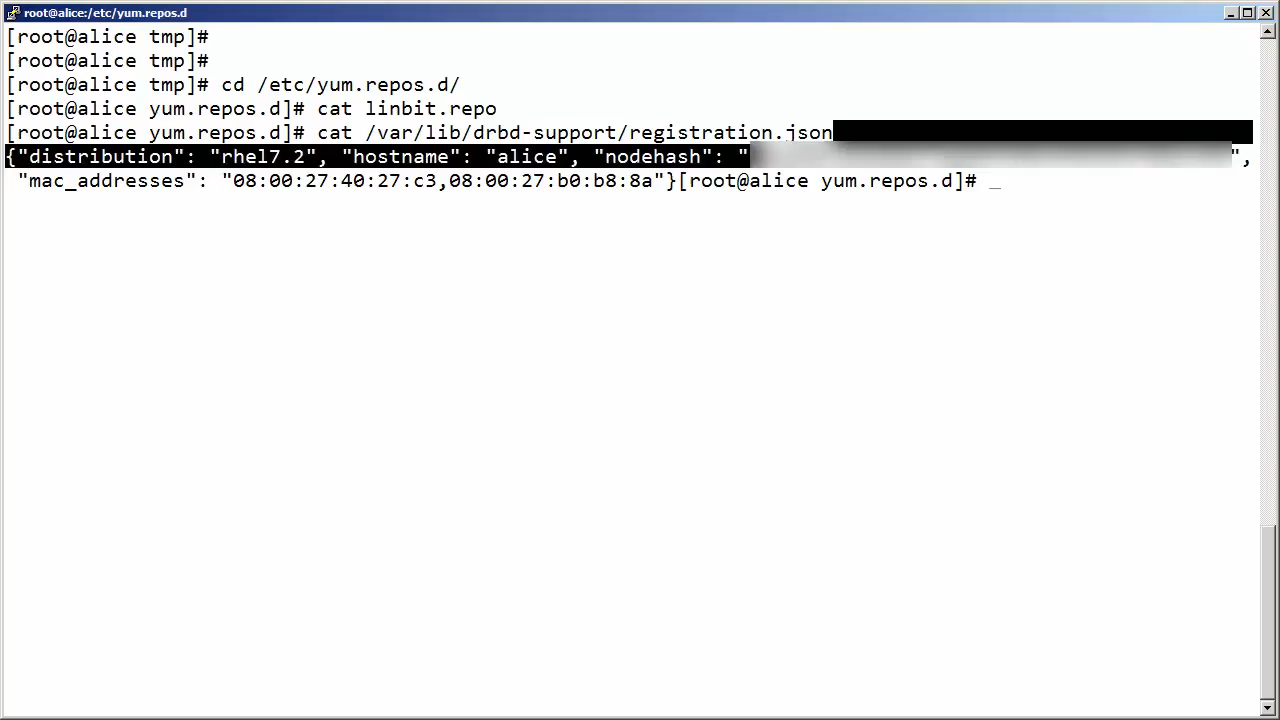 root@alice:/etc/yum.repos.d
[root@alice tmp]#
[root@alice tmp]#
[root@alice tmp]# cd /etc/yum.repos.d/
[root@alice yum.repos.d]# cat linbit.repo
[root@alice yum.repos.d]# cat /var/lib/drbd-support/registration.json
{"distribution": "rhel7.2", "hostname": "alice", "nodehash": "",
"mac_addresses": "08:00:27:40:27:c3,08:00:27:b0:b8:8a"}[root@alice yum.repos.d]# _